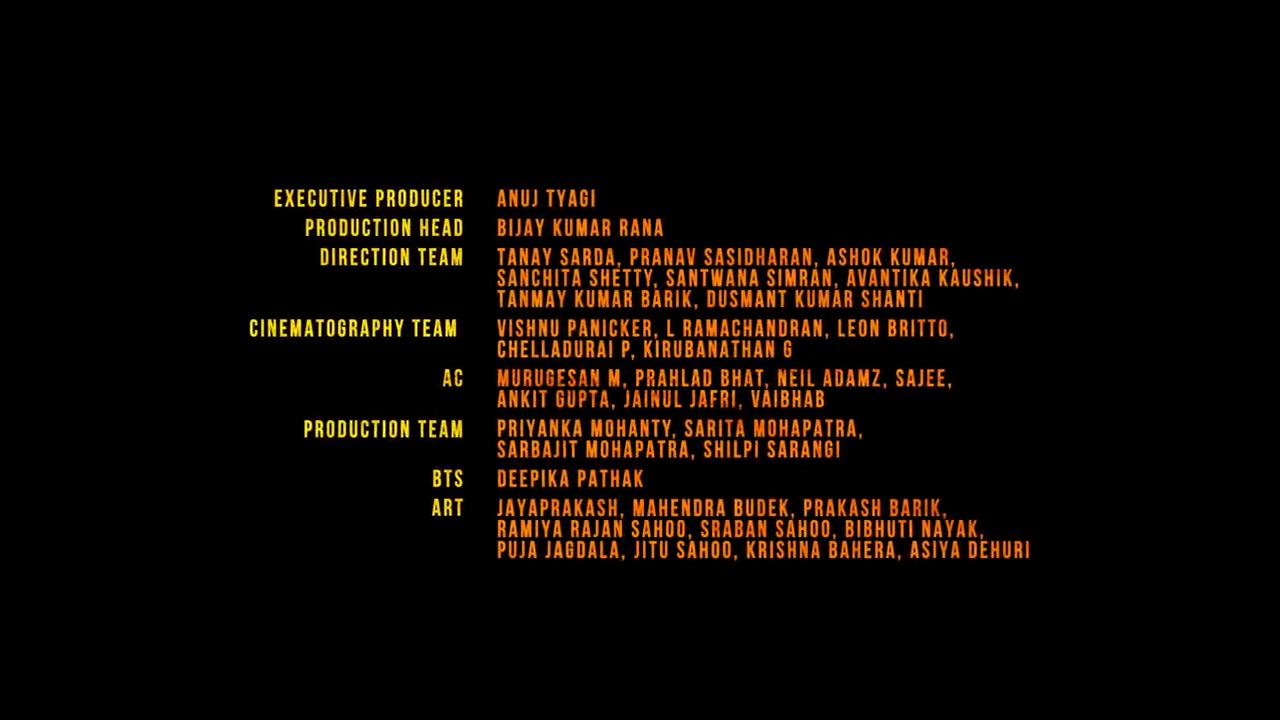 EXECUTIVE PRODUCER ANUJ TYAGI
PRODUCTION HEAD BIJAY KUMAR RANA
DIRECTION TEAM TANAY SARDA, PRANAV SASIDHARAN, ASHOK KUMAR,
SANCHITA SHETTY, SANTWANA SIMRAN, AVANTIKA KAUSHIK,
TANMAY KUMAR BARIK, DUSMANT KUMAR SHANTI
CINEMATOGRAPHY TEAM VISHNU PANICKER, L RAMACHANDRAN, LEON BRITTO,
CHELLADURAI P, KIRUBANATHAN G
AC MURUGESAN M, PRAHLAD BHAT, NEIL ADAMZ, SAJEE,
ANKIT GUPTA, JAINUL JAFRI, VAIBHAB
PRODUCTION TEAM PRIYANKA MOHANTY, SARITA MOHAPATRA,
SARBAJIT MOHAPATRA, SHILPI SARANGI
BTS DEEPIKA PATHAK
ART JAYAPRAKASH, MAHENDRA BUDEK, PRAKASH BARIK,
RAMIYA RAJAN SAHOO, SRABAN SAHOO, BIBHUTI NAYAK,
PUJA JAGDALA, JITU SAHOO, KRISHNA BAHERA, ASIYA DEHURI